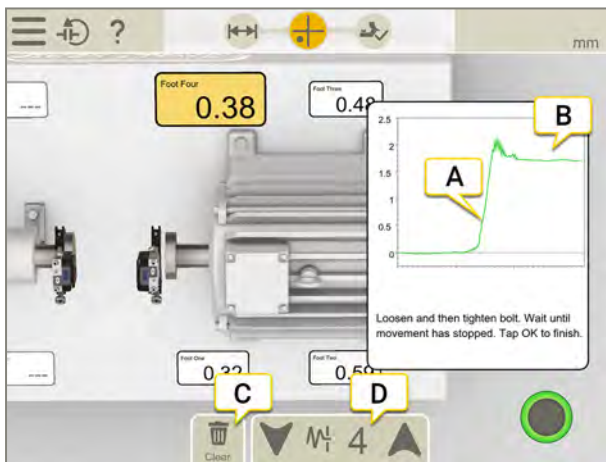 ?
mm
Foot Four
0.38
Foot Three
0.48
B
2.5
2
1.5
1
0.5
0
A
Loosen and then tighten bolt. Wait until
movement has stopped. Tap OK to finish.
Foot One
0.32
Foot Two
0.59
C
D
Clear
4